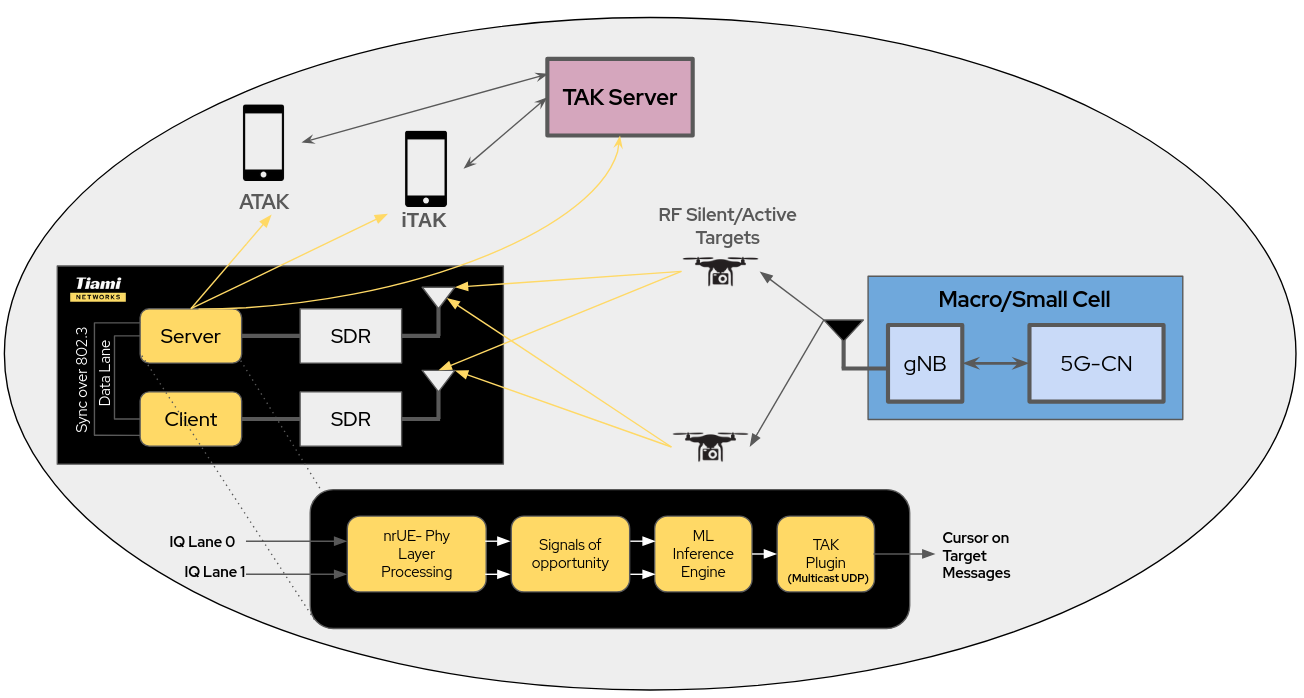 TAK Server
ATAK
iTAK
RF Silent/Active
Targets
Tiami
NETWORKS
Macro/Small Cell
Sync over 802.3
Data Lane
Server
SDR
gNB
5G-CN
Client
SDR
IQ Lane 0
IQ Lane 1
nrUE- Phy
Layer
Processing
Signals of
opportunity
ML
Inference
Engine
TAK
Plugin
(Multicast UDP)
Cursor on
Target
Messages